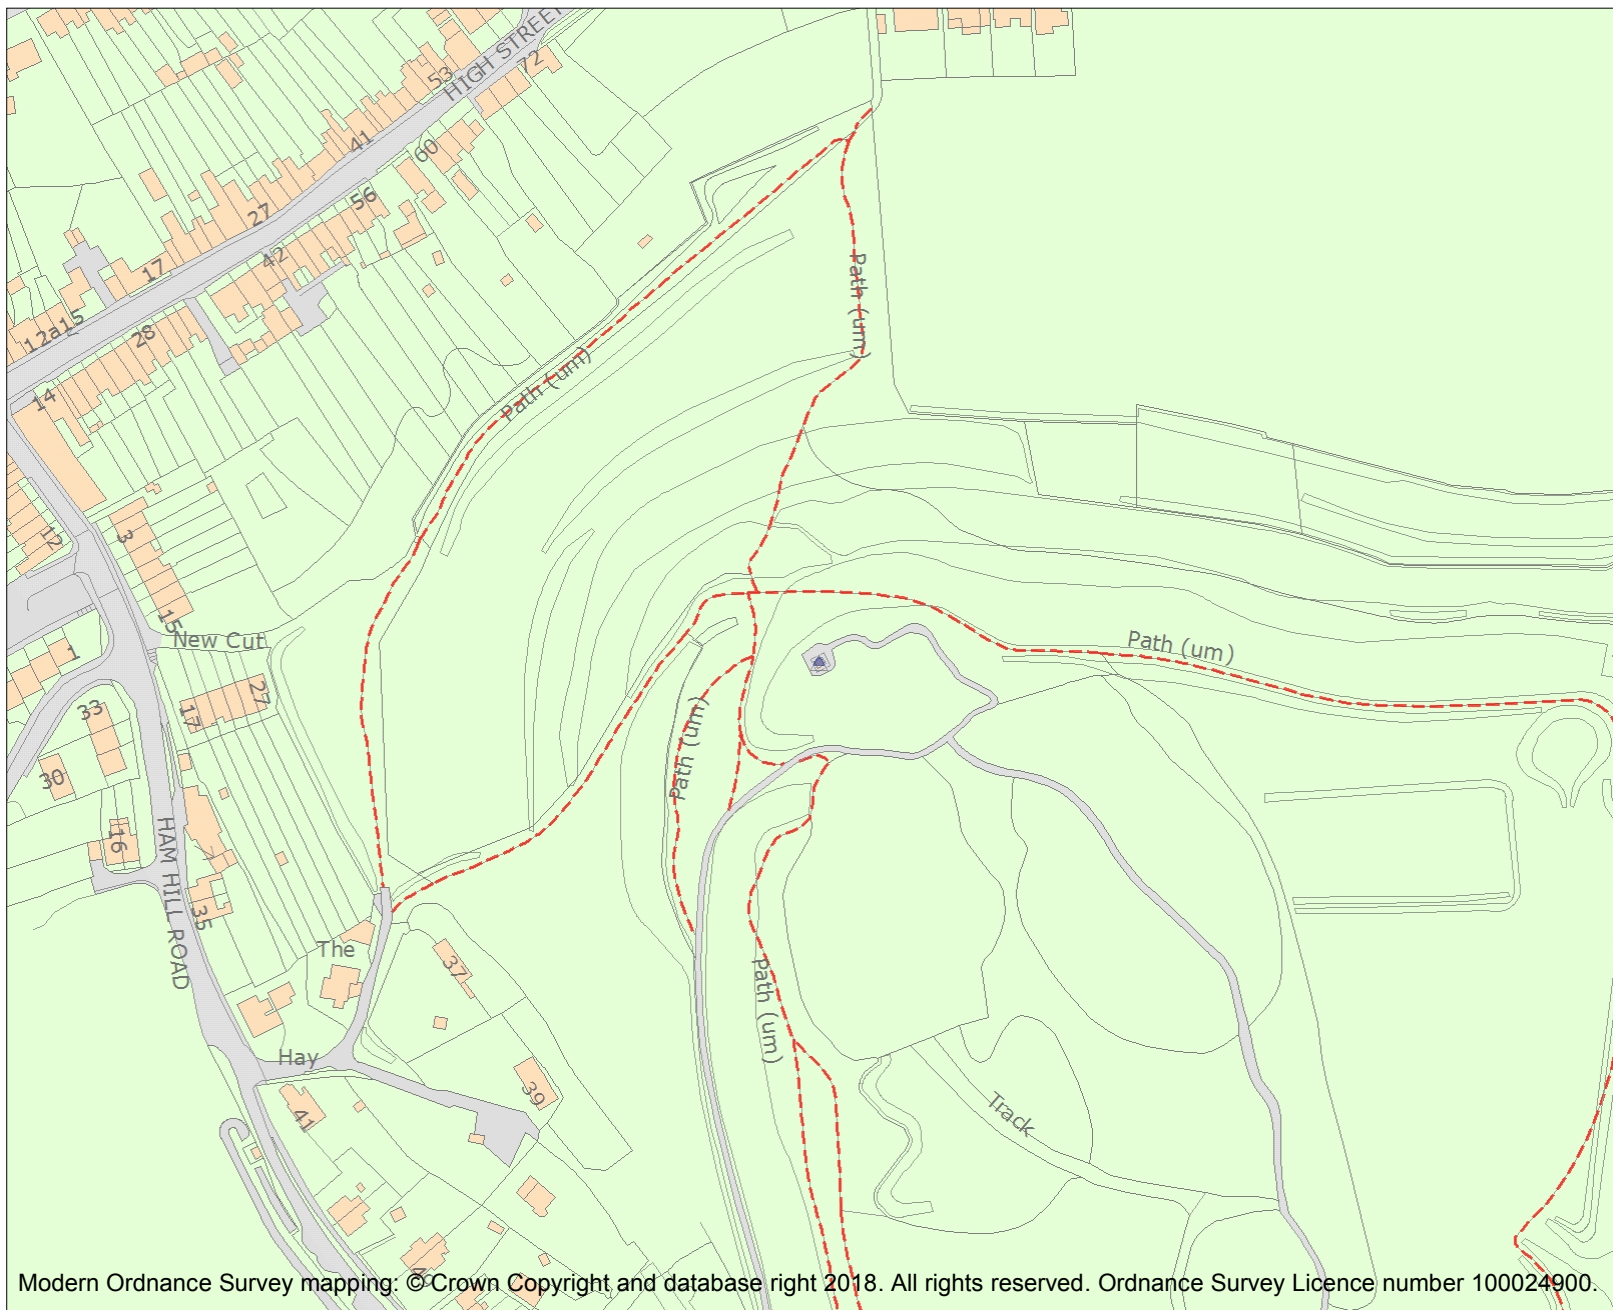 HIGH STREET
72
53
41
60
56
27
42
17
28
12a15
14
Path (um)
Path (um)
12
3
15
New Cut
1
27
17
33
30
16
HAM HILL ROAD
35
The
37
Hay
39
41
Path (um)
Path (um)
Path (um)
Track
Modern Ordnance Survey mapping: © Crown Copyright and database right 2018. All rights reserved. Ordnance Survey Licence number 100024900.